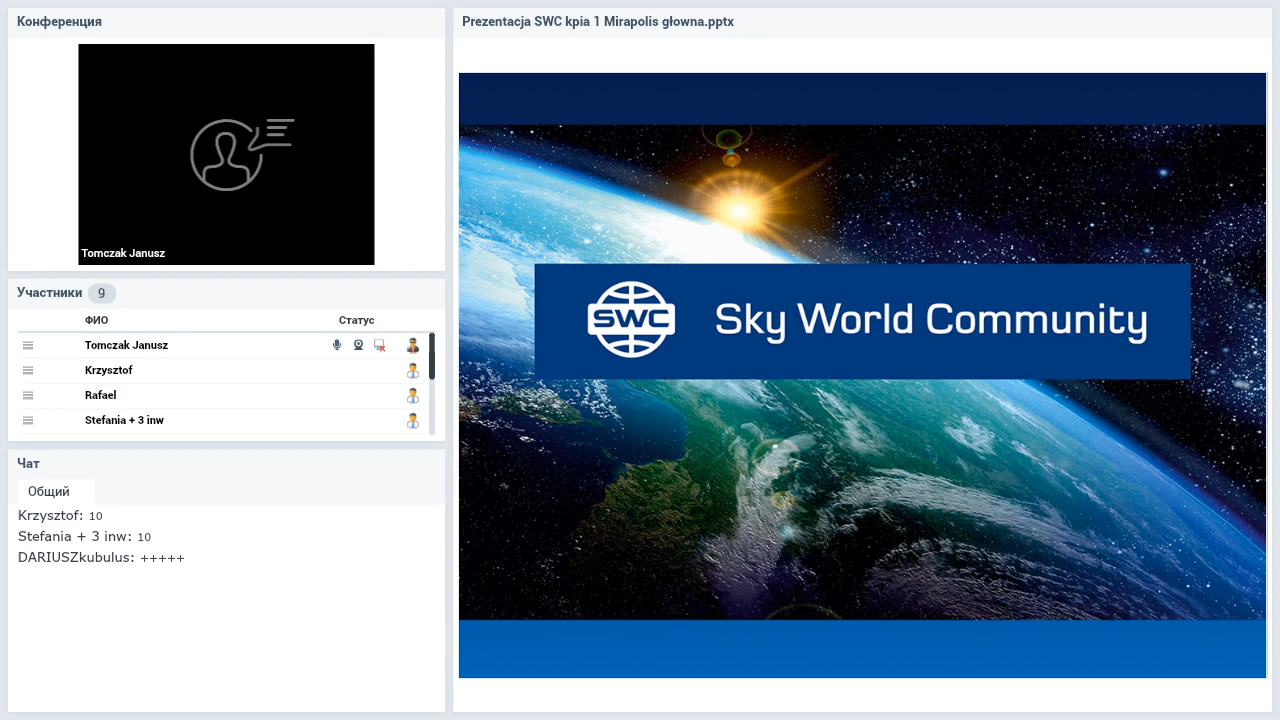 Конференция
Tomczak Janusz
Участники 9
ФИО Статус
Tomczak Janusz
Krzysztof
Rafael
Stefania + 3 inw
Чат
Общий
Krzysztof: 10
Stefania + 3 inw: 10
DARIUSZkubulus: +++++
Prezentacja SWC kpia 1 Mirapolis głowna.pptx
SWC Sky World Community